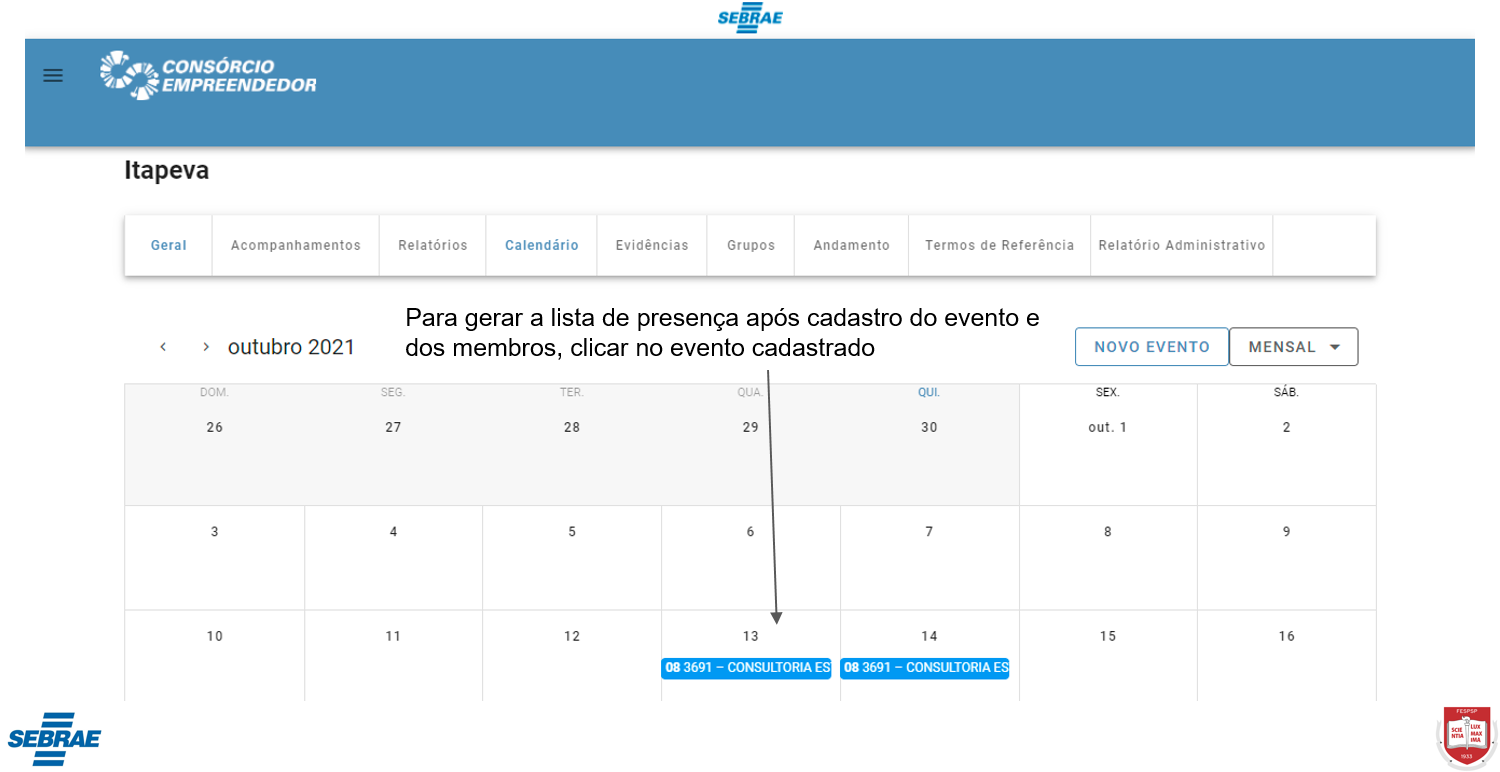 SEBRAE
CONSÓRCIO
EMPREENDEDOR
Itapeva
Geral Acompanhamentos Relatórios Calendário Evidências Grupos Andamento Termos de Referência Relatório Administrativo
Para gerar a lista de presença após cadastro do evento e
dos membros, clicar no evento cadastrado
outubro 2021
NOVO EVENTO MENSAL
DOM. SEG. TER. QUA. QUI. SEX. SÁB.
26 27 28 29 30 out. 1 2
3 4 5 6 7 8 9
10 11 12 13 14 15 16
08 3691 – CONSULTORIA ES 08 3691 – CONSULTORIA ES
SEBRAE
FESPSP
SCIE LUX
NTIA MAX
IMA
1933